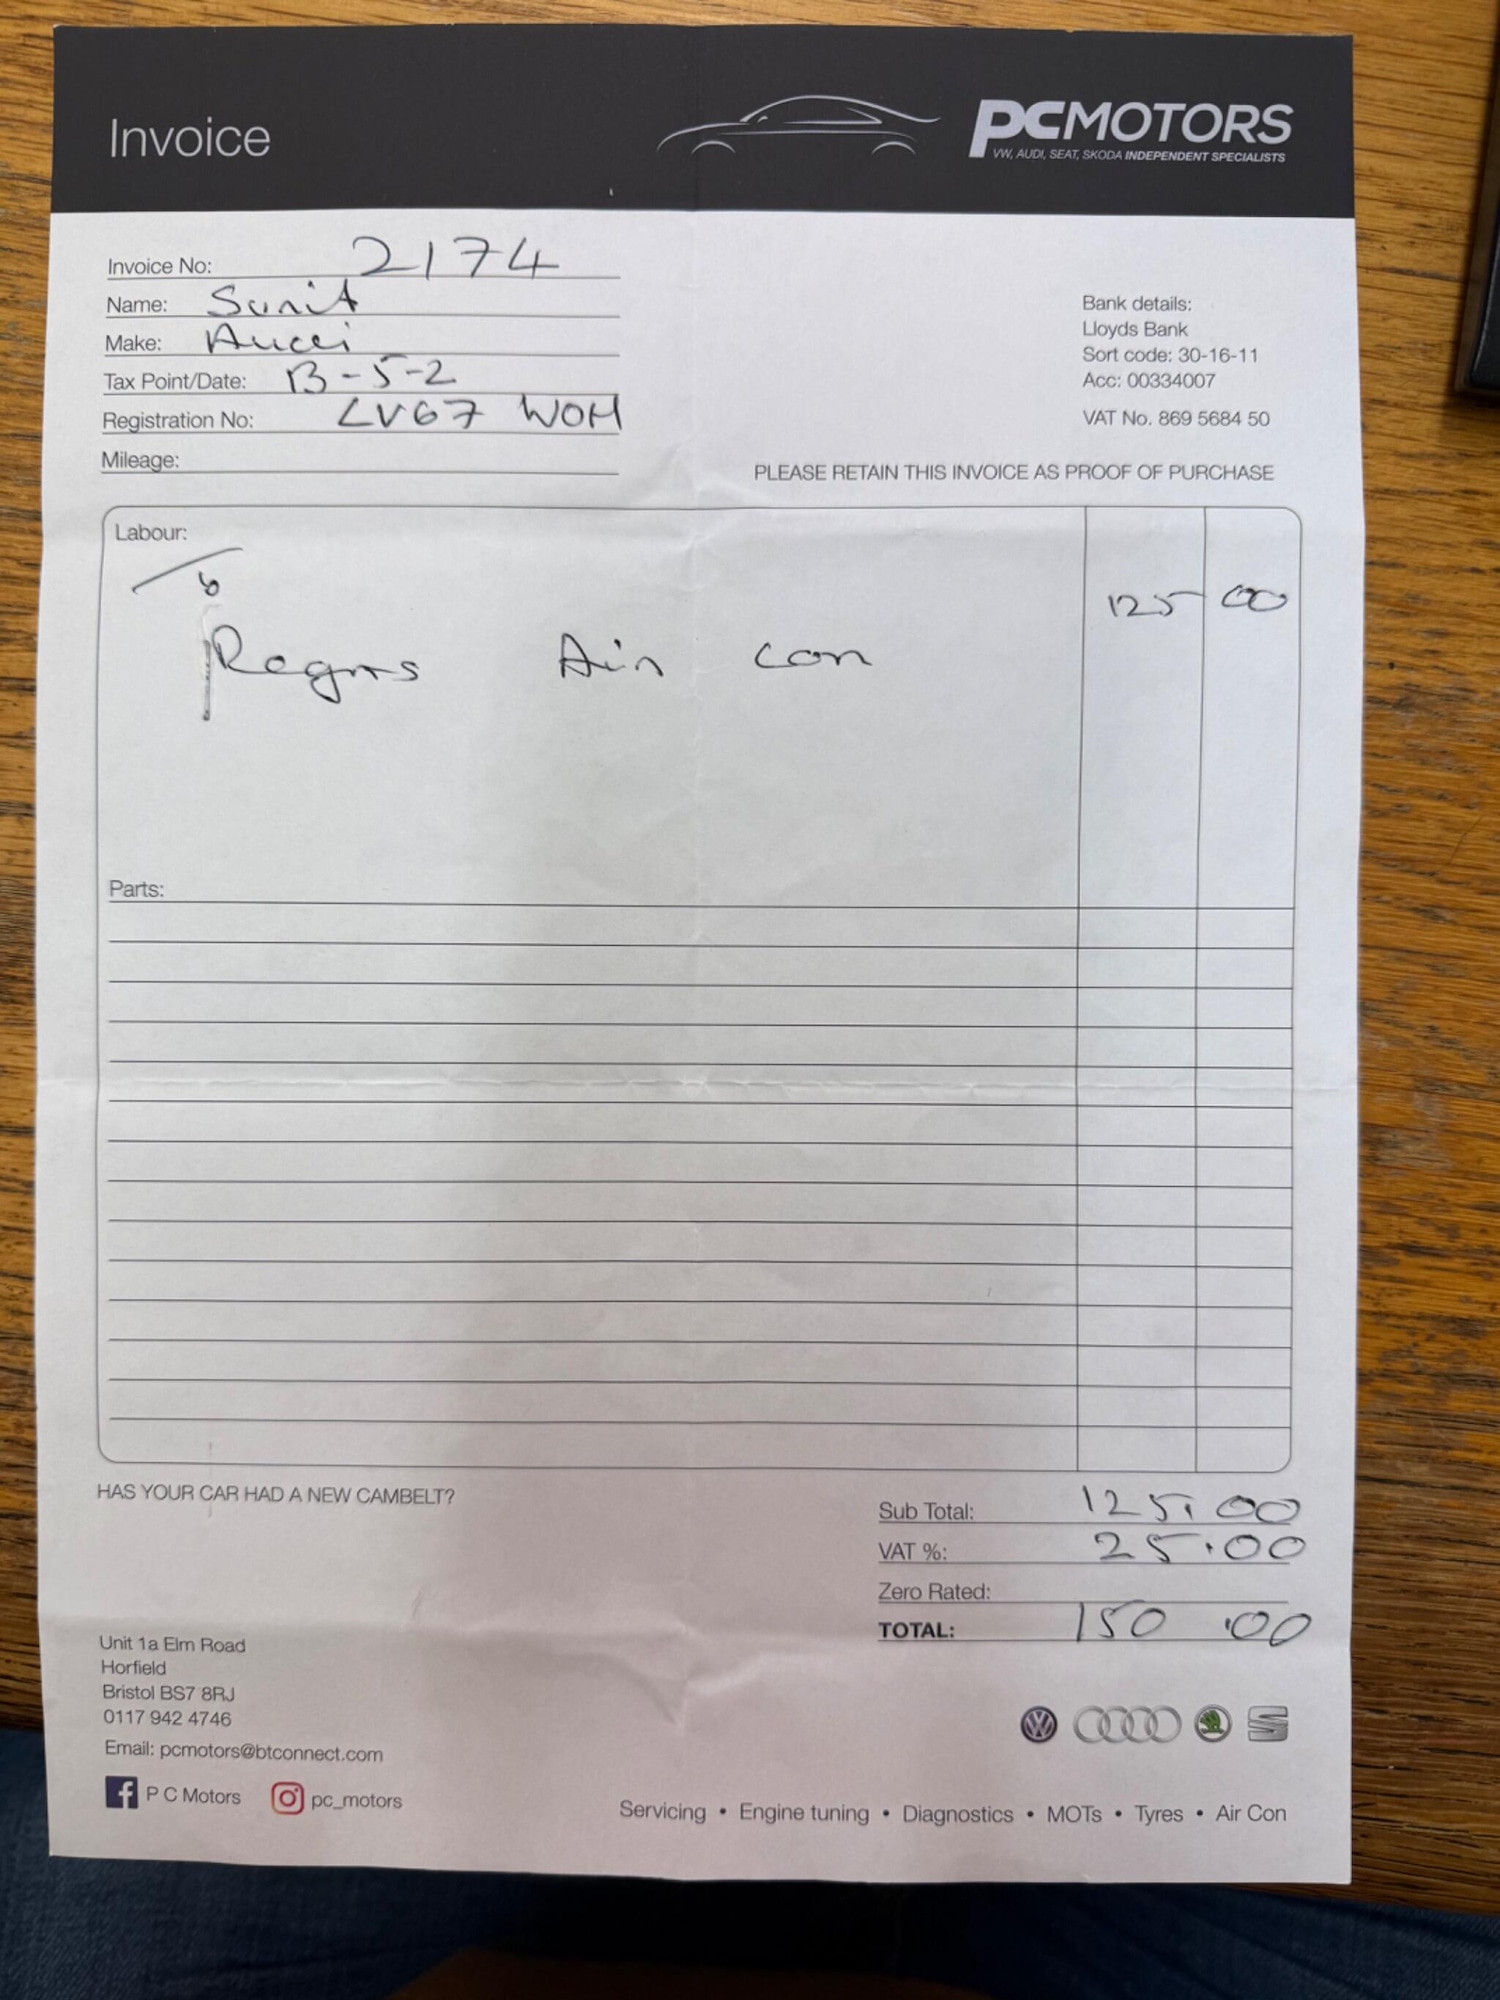 Invoice
PCMOTORS
VW, AUDI, SEAT, SKODA INDEPENDENT SPECIALISTS
Invoice No: 2174
Name: Sunit
Make: Audi
Tax Point/Date: 13-5-2
Registration No: LV67 WOH
Mileage:
Bank details:
Lloyds Bank
Sort code: 30-16-11
Acc: 00334007
VAT No. 869 5684 50
PLEASE RETAIN THIS INVOICE AS PROOF OF PURCHASE
Labour:
To 125 00
Regas Air con
Parts:
HAS YOUR CAR HAD A NEW CAMBELT?
Sub Total: 125.00
VAT %: 25.00
Zero Rated:
TOTAL: 150.00
Unit 1a Elm Road
Horfield
Bristol BS7 8RJ
0117 942 4746
Email: pcmotors@btconnect.com
P C Motors pc_motors
Servicing • Engine tuning • Diagnostics • MOTs • Tyres • Air Con